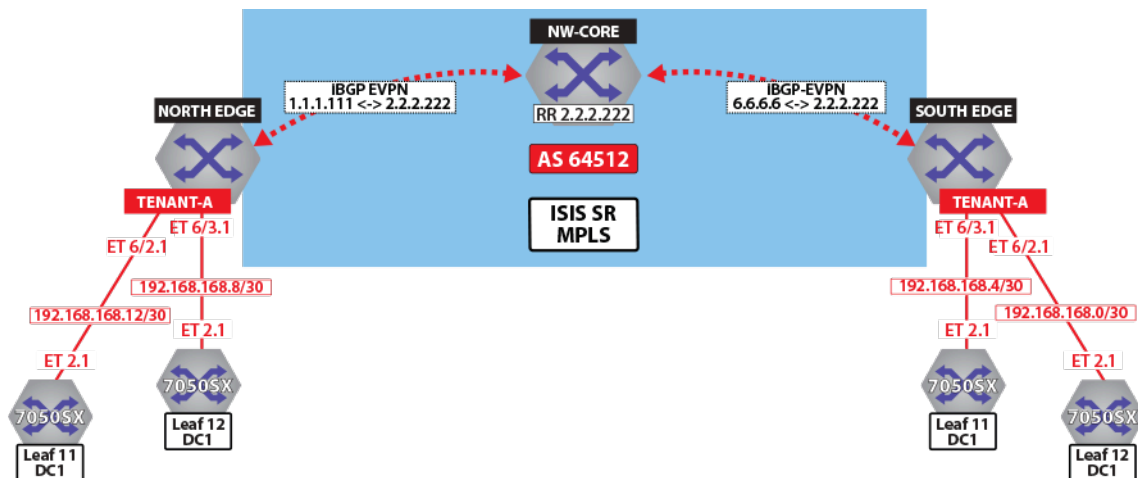 NW-CORE
IBGP EVPN
1.1.1.111 <-> 2.2.2.222
IBGP-EVPN
6.6.6.6 <-> 2.2.2.222
NORTH EDGE
RR 2.2.2.222
SOUTH EDGE
AS 64512
TENANT-A
TENANT-A
ISIS SR
MPLS
ET 6/3.1
ET 6/2.1
ET 6/3.1
ET 6/2.1
192.168.168.8/30
192.168.168.4/30
192.168.168.12/30
192.168.168.0/30
ET 2.1
ET 2.1
ET 2.1
ET 2.1
7050SX
7050SX
7050SX
7050SX
Leaf 12
DC1
Leaf 11
DC1
Leaf 11
DC1
Leaf 12
DC1